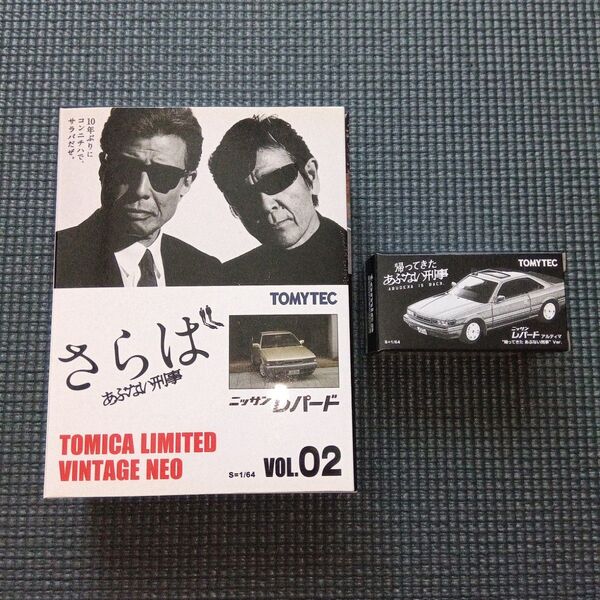 10年ぶりに
コンニチハで、
サラバだぜ。
TOMYTEC
さらば
あぶない刑事
ニッサン レパード
TOMICA LIMITED
VINTAGE NEO
S=1/64
VOL.02
帰ってきた
あぶない刑事
ABUDEKA IS BACK.
TOMYTEC
S=1/64
ニッサン
レパード アルティマ
"帰ってきた あぶない刑事" Ver.